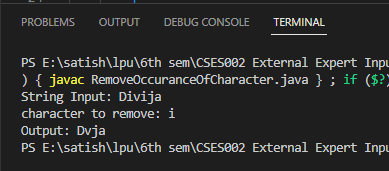 PROBLEMS OUTPUT DEBUG CONSOLE TERMINAL
PS E:\satish\lpu\6th sem\CSES002 External Expert Inpu
) { javac RemoveOccuranceOfCharacter.java } ; if ($?)
String Input: Divija
character to remove: i
Output: Dvja
PS E:\satish\lpu\6th sem\CSES002 External Expert Inpu